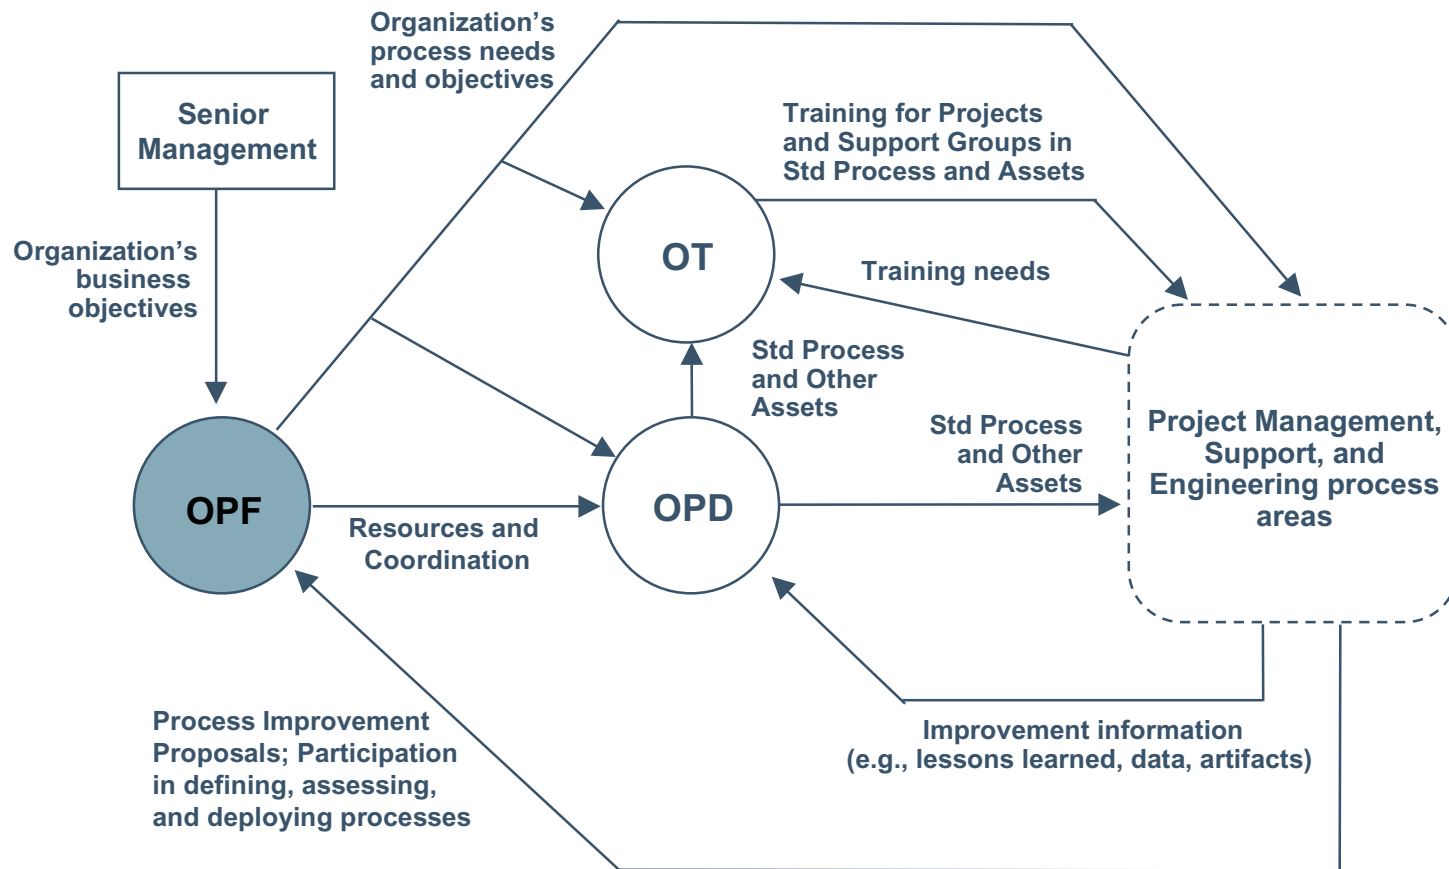 Organization’s
process needs
and objectives
Senior
Management
Training for Projects
and Support Groups in
Std Process and Assets
OT
Organization’s
business
objectives
Training needs
Std Process
and Other
Assets
Std Process
and Other
Assets
Project Management,
Support, and
Engineering process
areas
OPF
OPD
Resources and
Coordination
Process Improvement
Proposals; Participation
in defining, assessing,
and deploying processes
Improvement information
(e.g., lessons learned, data, artifacts)